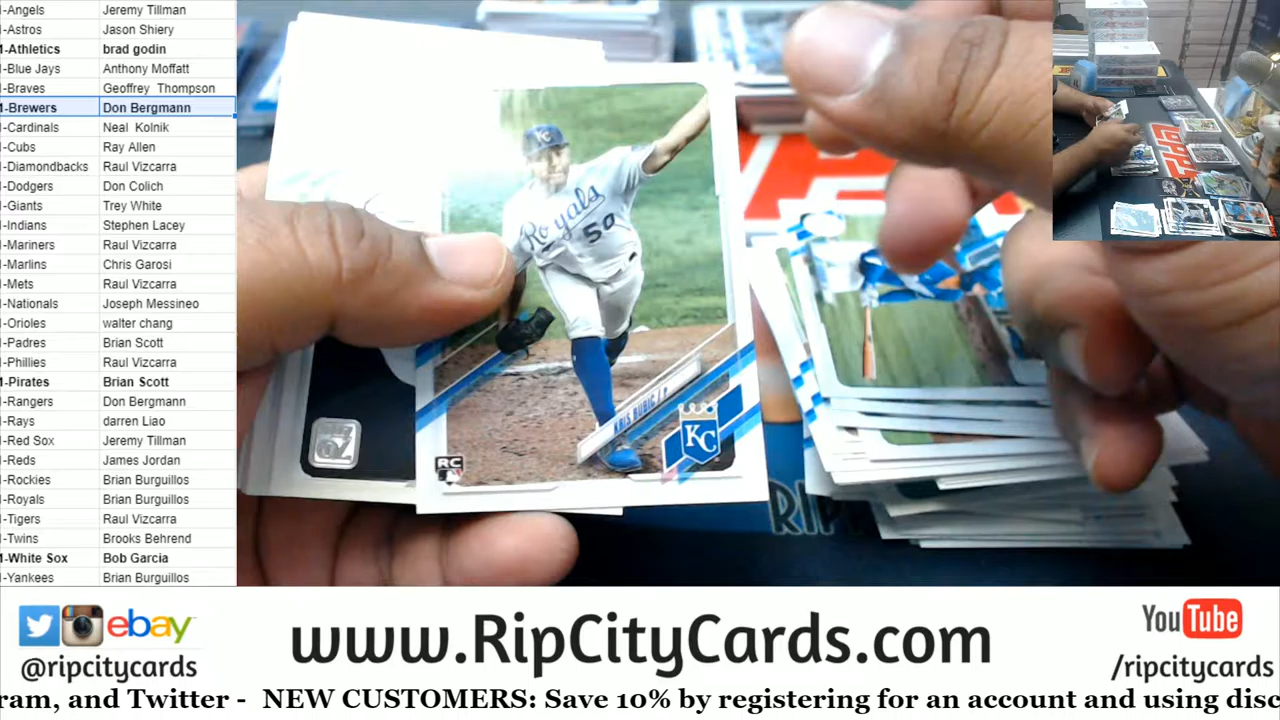 I-Angels Jeremy Tillman
I-Astros Jason Shiery
M-Athletics brad godin
I-Blue Jays Anthony Moffatt
I-Braves Geoffrey Thompson
M-Brewers Don Bergmann
I-Cardinals Neal Kolnik
I-Cubs Ray Allen
I-Diamondbacks Raul Vizcarra
I-Dodgers Don Colich
I-Giants Trey White
I-Indians Stephen Lacey
I-Mariners Raul Vizcarra
I-Marlins Chris Garosi
I-Mets Raul Vizcarra
I-Nationals Joseph Messineo
I-Orioles walter chang
I-Padres Brian Scott
I-Phillies Raul Vizcarra
M-Pirates Brian Scott
I-Rangers Don Bergmann
I-Rays darren Liao
I-Red Sox Jeremy Tillman
I-Reds James Jordan
I-Rockies Brian Burguillos
I-Royals Brian Burguillos
I-Tigers Raul Vizcarra
I-Twins Brooks Behrend
M-White Sox Bob Garcia
I-Yankees Brian Burguillos
KC
Royals
50
KRIS BUBIC / P
KC
RC
RIP
ebay
@ripcitycards
www.RipCityCards.com
YouTube
/ripcitycards
ram, and Twitter - NEW CUSTOMERS: Save 10% by registering for an account and using disc